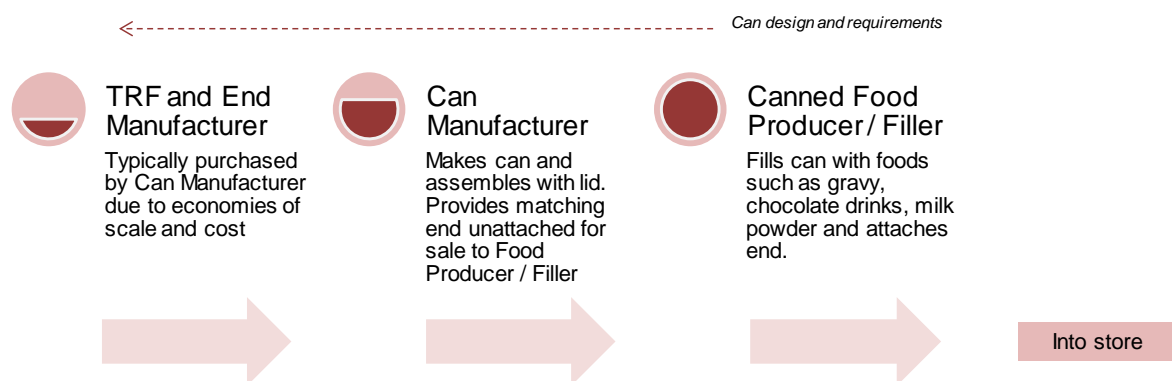 Can design and requirements
TRF and End
Manufacturer
Typically purchased
by Can Manufacturer
due to economies of
scale and cost
Can
Manufacturer
Makes can and
assembles with lid.
Provides matching
end unattached for
sale to Food
Producer / Filler
Canned Food
Producer / Filler
Fills can with foods
such as gravy,
chocolate drinks, milk
powder and attaches
end.
Into store